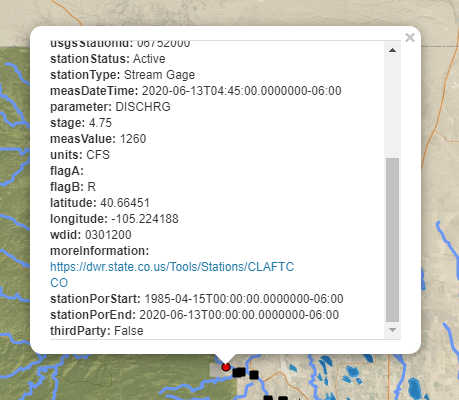 usgsStationId: 06752000
stationStatus: Active
stationType: Stream Gage
measDateTime: 2020-06-13T04:45:00.0000000-06:00
parameter: DISCHRG
stage: 4.75
measValue: 1260
units: CFS
flagA:
flagB: R
latitude: 40.66451
longitude: -105.224188
wdid: 0301200
moreInformation:
https://dwr.state.co.us/Tools/Stations/CLAFTC
CO
stationPorStart: 1985-04-15T00:00:00.0000000-06:00
stationPorEnd: 2020-06-13T00:00:00.0000000-06:00
thirdParty: False